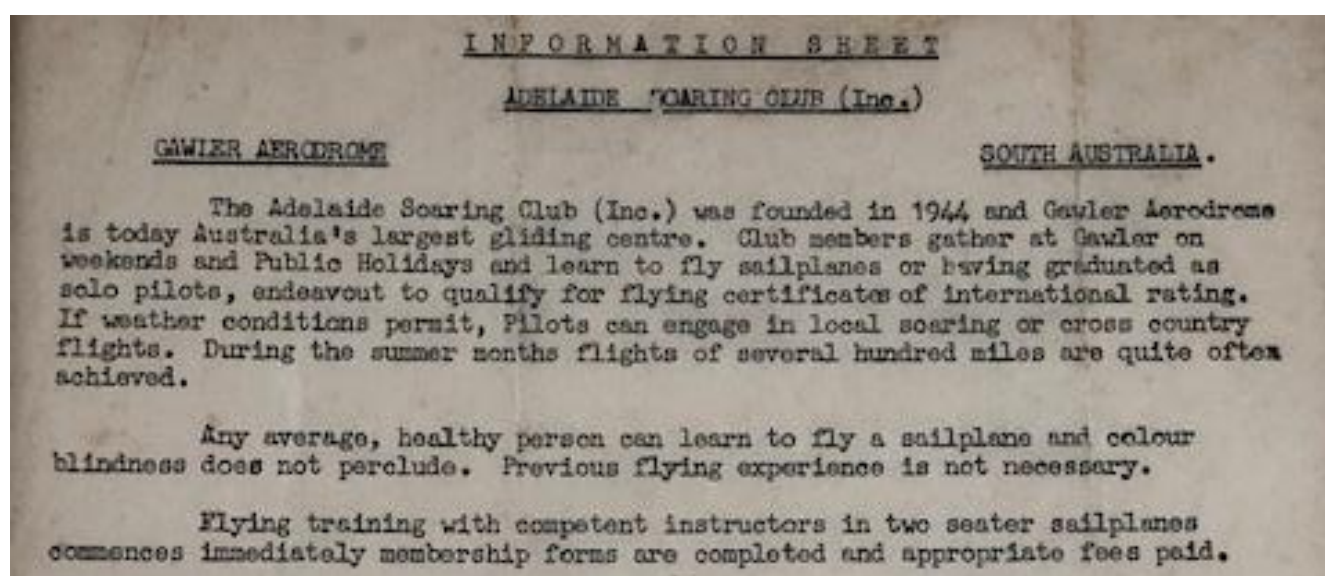 INFORMATION SHEET
ADELAIDE SOARING CLUB (Inc.)
GAWLER AERODROME SOUTH AUSTRALIA.
The Adelaide Soaring Club (Inc.) was founded in 1944 and Gawler Aerodrome
is today Australia's largest gliding centre. Club members gather at Gawler on
weekends and Public Holidays and learn to fly sailplanes or having graduated as
solo pilots, endeavout to qualify for flying certificates of international rating.
If weather conditions permit, Pilots can engage in local soaring or cross country
flights. During the summer months flights of several hundred miles are quite often
achieved.
Any average, healthy person can learn to fly a sailplane and colour
blindness does not perclude. Previous flying experience is not necessary.
Flying training with competent instructors in two seater sailplanes
commences immediately membership forms are completed and appropriate fees paid.